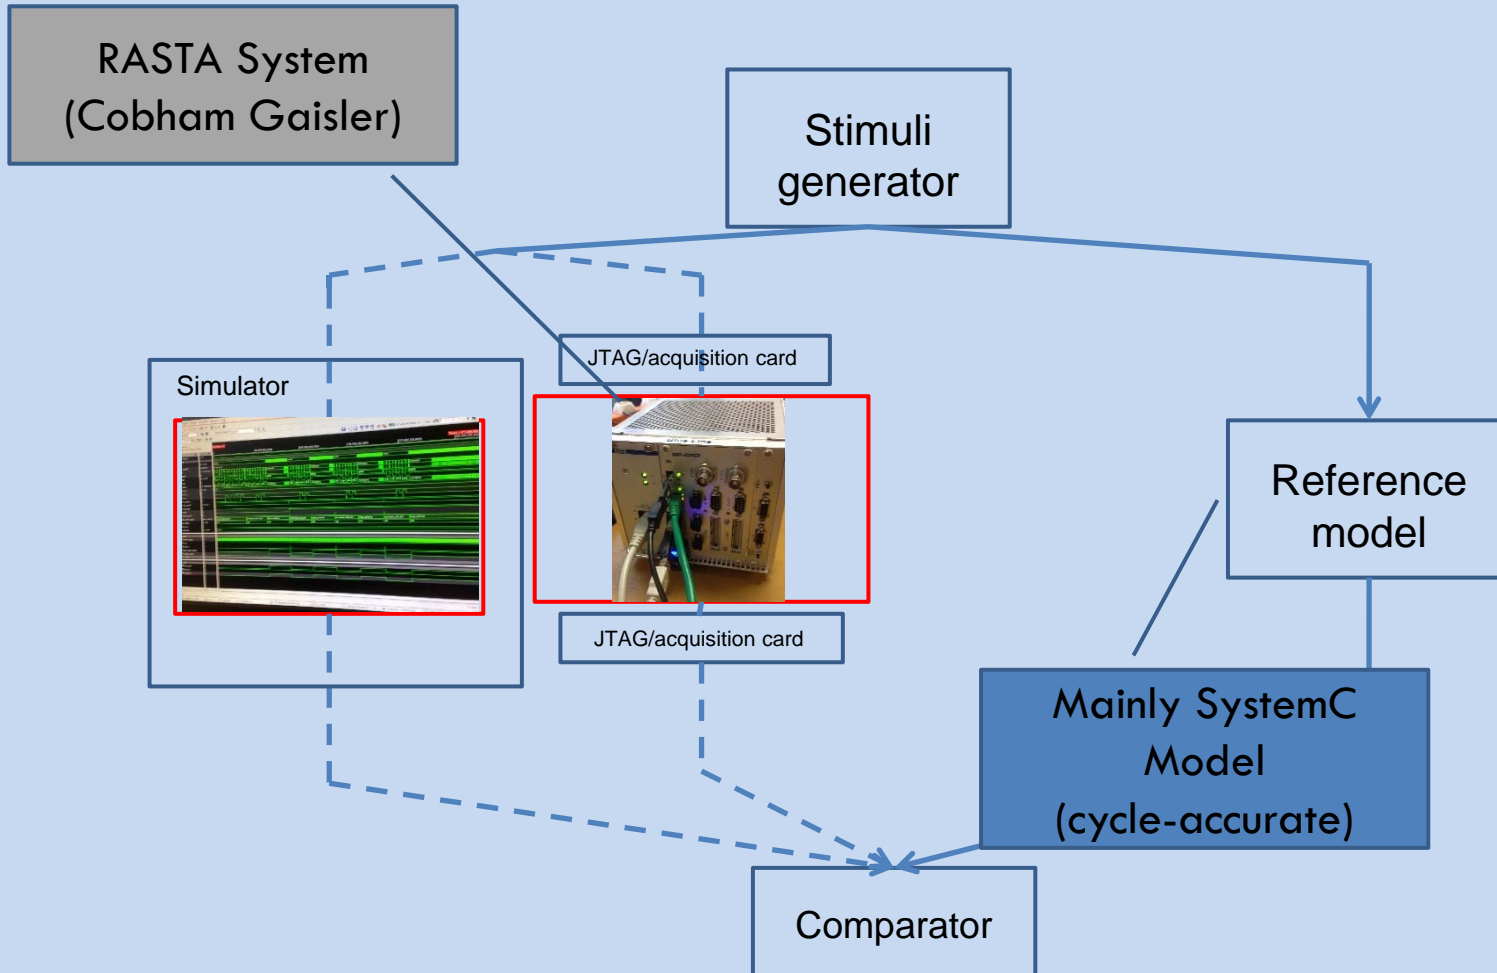 RASTA System
(Cobham Gaisler)
Stimuli
generator
JTAG/acquisition card
Simulator
Reference
model
JTAG/acquisition card
Mainly SystemC
Model
(cycle-accurate)
Comparator